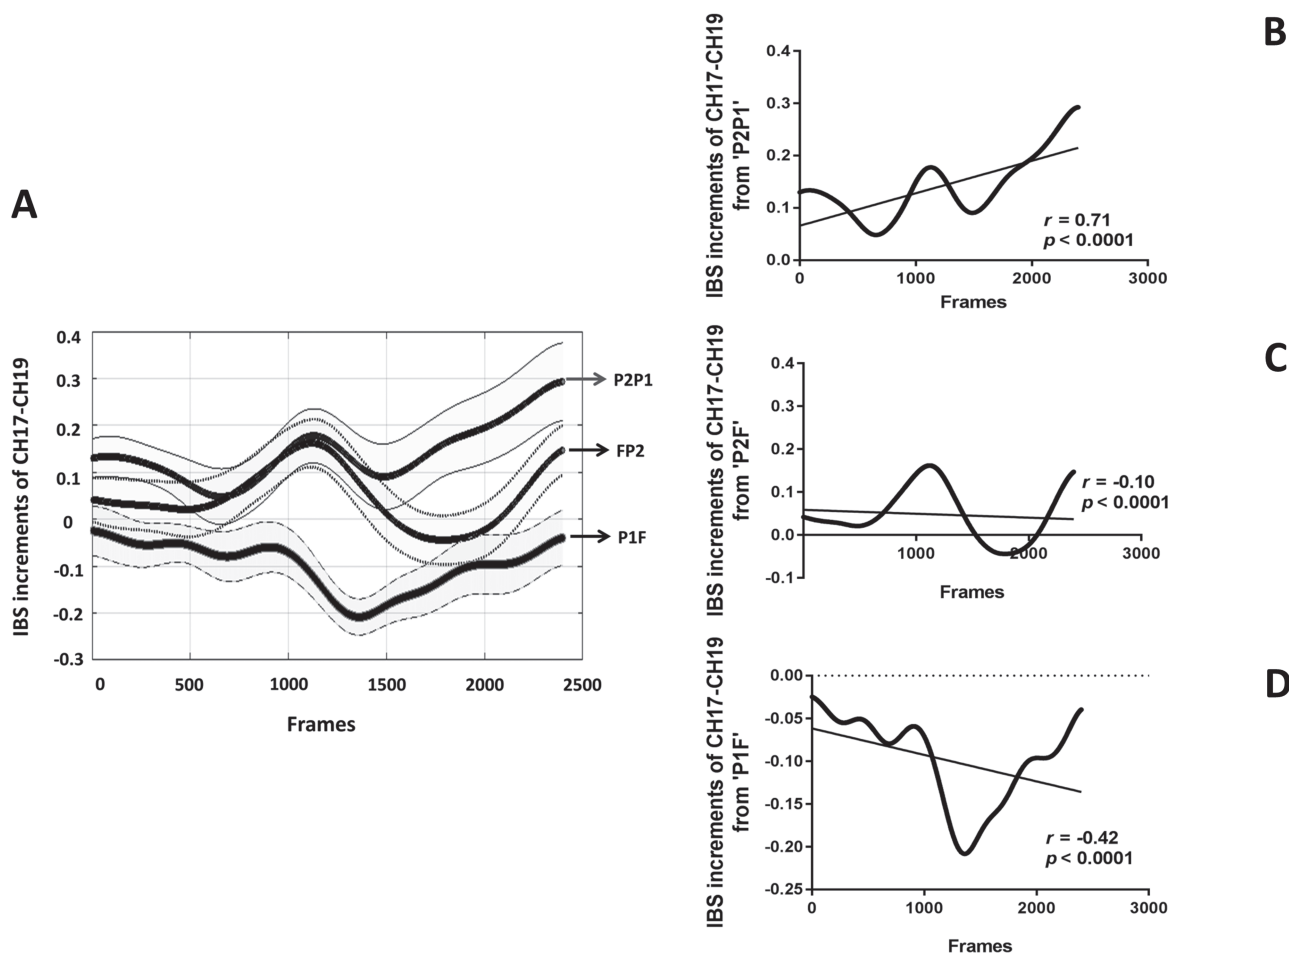 A
IBS increments of CH17-CH19
0.4
0.3
0.2
0.1
0
-0.1
-0.2
-0.3
0 500 1000 1500 2000 2500
Frames
P2P1
FP2
P1F
B
IBS increments of CH17-CH19
from 'P2P1'
0.4
0.3
0.2
0.1
0.0
0 1000 2000 3000
Frames
r = 0.71
p < 0.0001
C
IBS increments of CH17-CH19
from 'P2F'
0.4
0.3
0.2
0.1
0.0
-0.1
1000 2000 3000
Frames
r = -0.10
p < 0.0001
D
IBS increments of CH17-CH19
from 'P1F'
0.00
-0.05
-0.10
-0.15
-0.20
-0.25
0 1000 2000 3000
Frames
r = -0.42
p < 0.0001